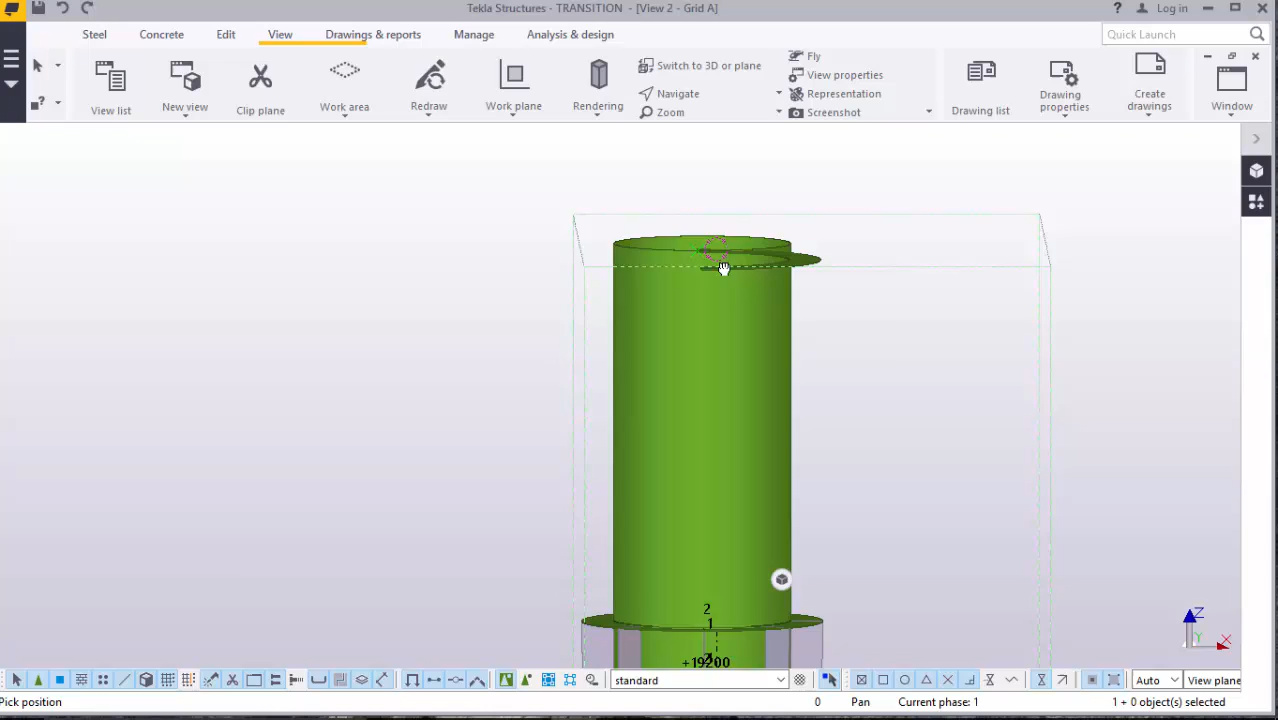 Tekla Structures - TRANSITION - [View 2 - Grid A]
? Log in
Steel Concrete Edit View Drawings & reports Manage Analysis & design
Quick Launch
View list
New view
Clip plane
Work area
Redraw
Work plane
Rendering
Switch to 3D or plane
Navigate
Zoom
Fly
View properties
Representation
Screenshot
Drawing list
Drawing properties
Create drawings
Window
2
1
+19200
Z
Y
X
standard
Auto
View plane
Pick position
0
Pan
Current phase: 1
1 + 0 object(s) selected